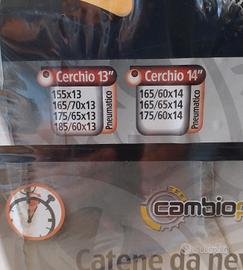 Cerchio 13"
155x13
165/70x13
175/65x13
185/60x13
Pneumatico
Cerchio 14"
165/60x14
165/65x14
175/60x14
Pneumatico
cambio
Catene da nev